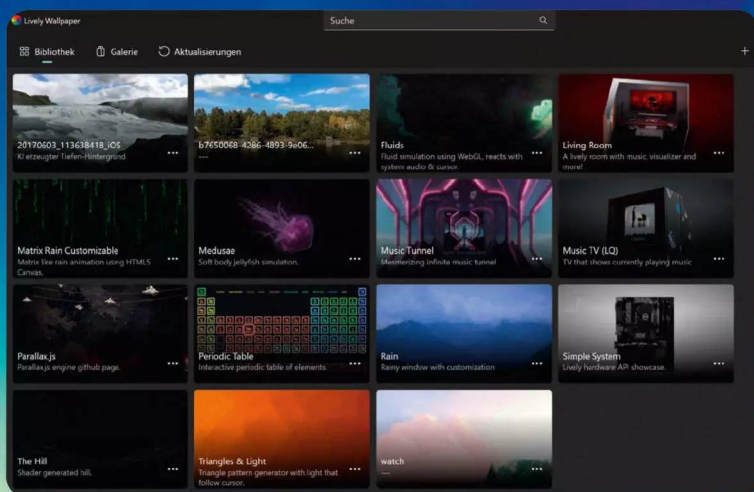 Lively Wallpaper
Suche
Bibliothek
Galerie
Aktualisierungen
20170603_113638418_iOS
KI erzeugter Tiefen-Hintergrund
b7650068-4286-4893-9e06...
---
Fluids
Fluid simulation using WebGL, reacts with
system audio & cursor.
Living Room
A lively room with music, visualizer and
more!
Matrix Rain Customizable
Matrix like rain animation using HTML5
Canvas.
Medusae
Soft body jellyfish simulation.
Music Tunnel
Mesmerizing infinite music tunnel
Music TV (LQ)
TV that shows currently playing music
Parallax.js
Parallax.js engine github page.
Periodic Table
Interactive periodic table of elements.
Rain
Rainy window with customization
Simple System
Lively hardware API showcase.
The Hill
Shader generated hill.
Triangles & Light
Triangle pattern generator with light that
follow cursor.
watch
---